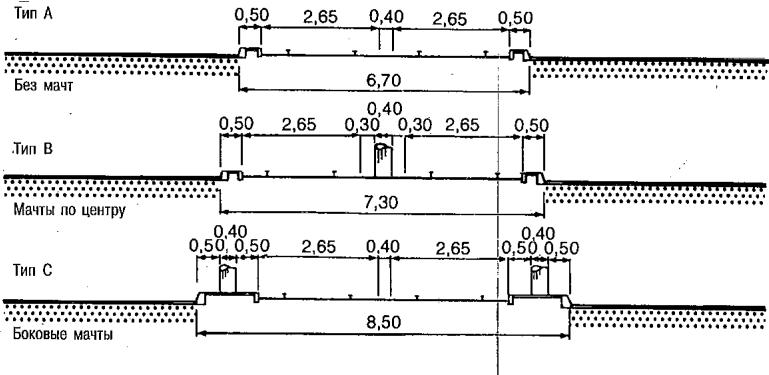 Тип А
0,50 2,65 0,40 2,65 0,50
Без мачт
6,70
0,40
0,50 2,65 0,30 0,30 2,65 0,50
Тип В
Мачты по центру
7,30
0,40 0,40
0,50 0,50 2,65 0,40 2,65 0,50 0,50
Тип С
8,50
Боковые мачты